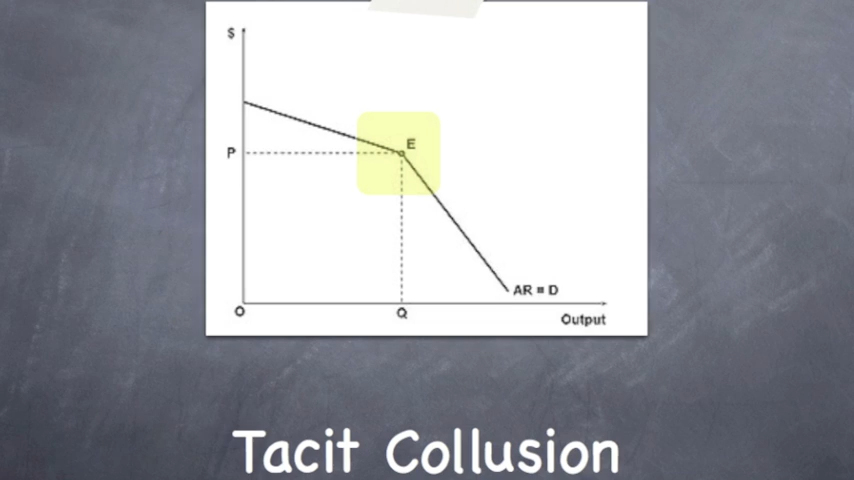 $
E
P
AR = D
O
Q
Output
Tacit Collusion